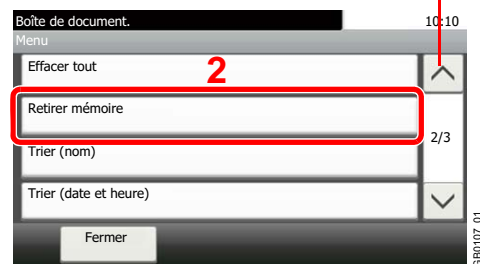 Boîte de document. 10:10
Menu
Effacer tout
2
Retirer mémoire
2/3
Trier (nom)
Trier (date et heure)
Fermer
GB0107_01